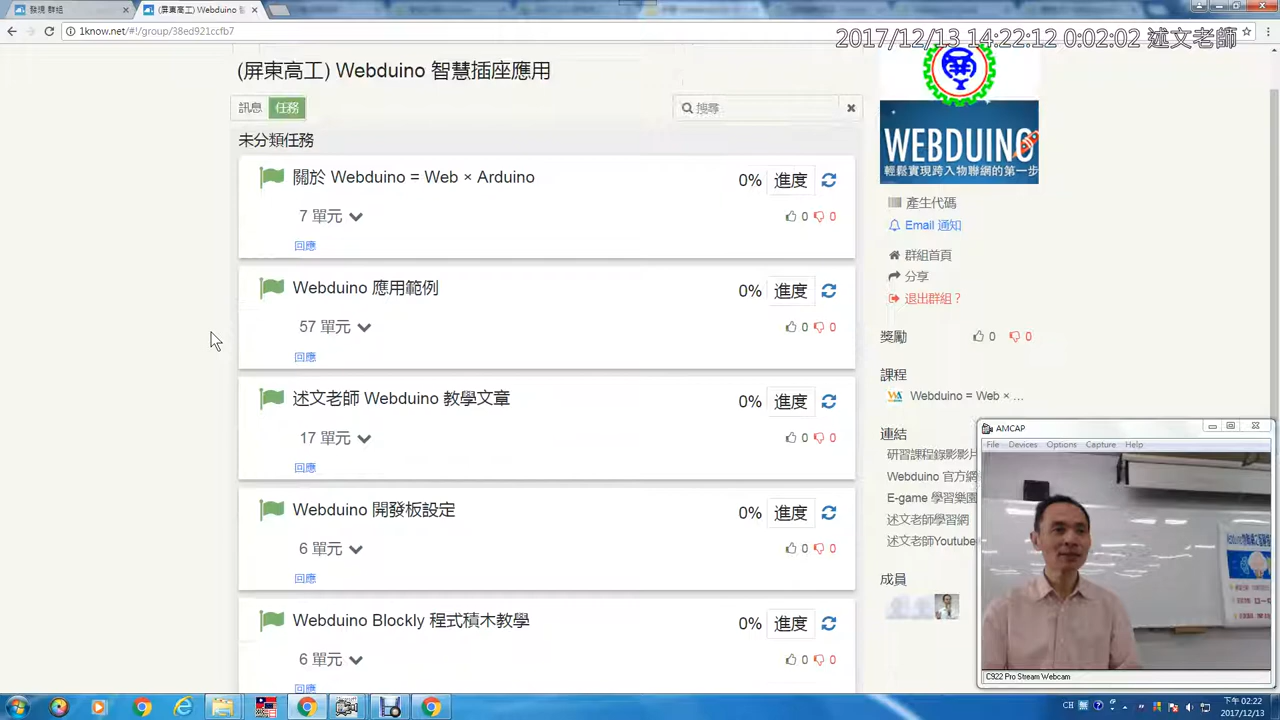 發現 群組
(屏東高工) Webduino 智
1know.net/#!/group/38ed921ccfb7
2017/12/13 14:22:12 0:02:02 述文老師
(屏東高工) Webduino 智慧插座應用
訊息 任務
搜尋
未分類任務
關於 Webduino = Web × Arduino
0% 進度
7 單元
0 0
回應
Webduino 應用範例
0% 進度
57 單元
0 0
回應
述文老師 Webduino 教學文章
0% 進度
17 單元
0 0
回應
Webduino 開發板設定
0% 進度
6 單元
0 0
回應
Webduino Blockly 程式積木教學
0% 進度
6 單元
0 0
回應
WEBDUINO
輕鬆實現跨入物聯網的第一步
產生代碼
Email 通知
群組首頁
分享
退出群組？
獎勵 0 0
課程
Webduino = Web × ...
連結
研習課程錄影影片
Webduino 官方網
E-game 學習樂園
述文老師學習網
述文老師Youtube
成員
AMCAP
File Devices Options Capture Help
C922 Pro Stream Webcam
CH
下午 02:22
2017/12/13